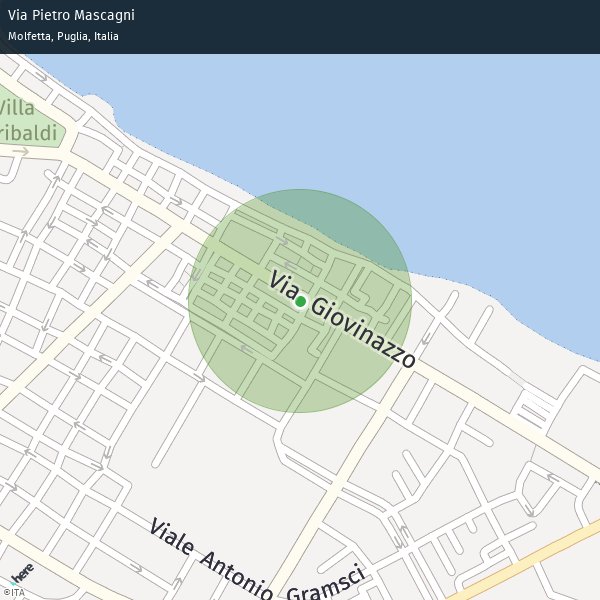 Via Pietro Mascagni
Molfetta, Puglia, Italia
Villa
ribaldi
Via Giovinazzo
Viale Antonio Gramsci
here
©ITA